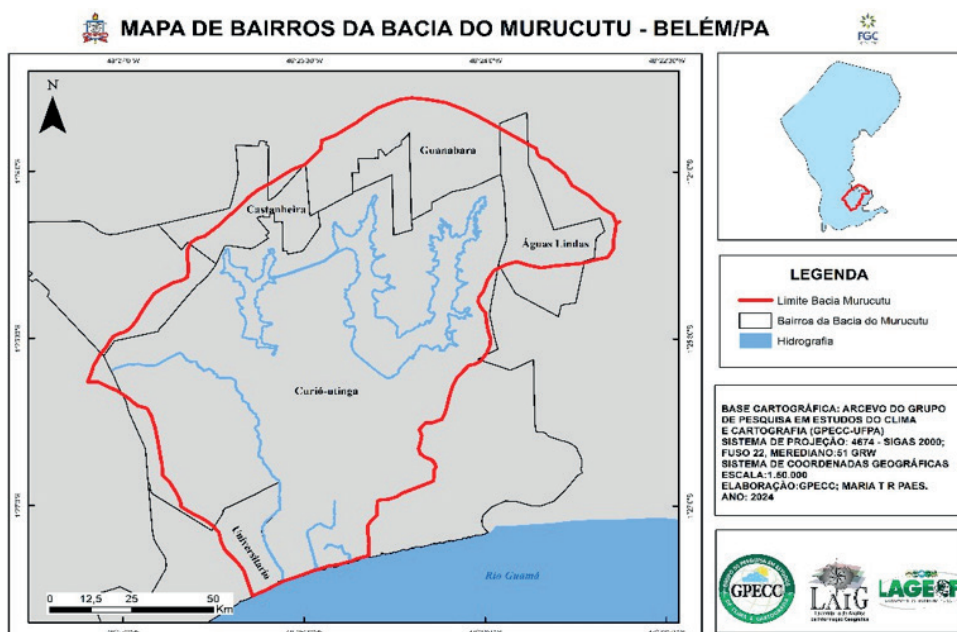 MAPA DE BAIRROS DA BACIA DO MURUCUTU - BELÉM/PA
FGC
N
Guanabara
Castanheira
Águas Lindas
Curió-utinga
Universitário
Rio Guamá
0 12,5 25 50
Km
LEGENDA
Limite Bacia Murucutu
Bairros da Bacia do Murucutu
Hidrografia
BASE CARTOGRÁFICA: ARCEVO DO GRUPO
DE PESQUISA EM ESTUDOS DO CLIMA
E CARTOGRAFIA (GPECC-UFPA)
SISTEMA DE PROJEÇÃO: 4674 - SIGAS 2000;
FUSO 22, MEREDIANO:51 GRW
SISTEMA DE COORDENADAS GEOGRÁFICAS
ESCALA:1.50.000
ELABORAÇÃO:GPECC; MARIA T R PAES.
ANO: 2024
GPECC
LAIG